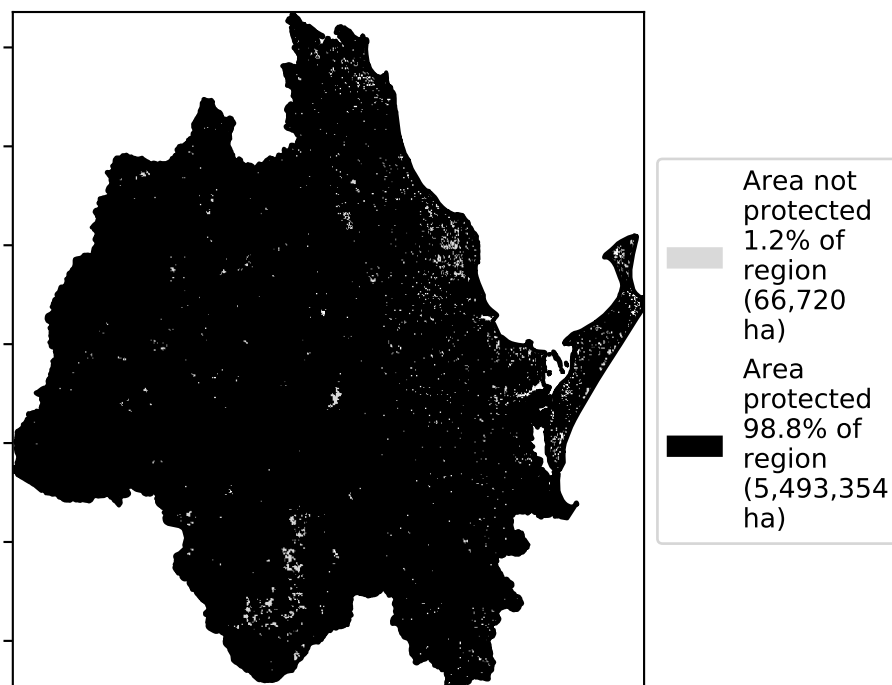 Area not
protected
1.2% of
region
(66,720
ha)
Area
protected
98.8% of
region
(5,493,354
ha)